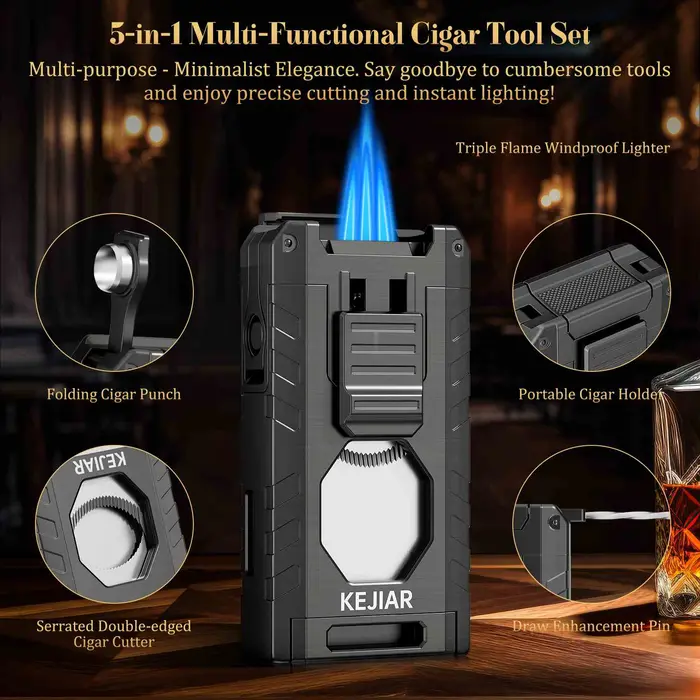 5-in-1 Multi-Functional Cigar Tool Set
Multi-purpose - Minimalist Elegance. Say goodbye to cumbersome tools
and enjoy precise cutting and instant lighting!
Triple Flame Windproof Lighter
Folding Cigar Punch
Portable Cigar Holder
KEJIAR
KEJIAR
Serrated Double-edged
Cigar Cutter
Draw Enhancement Pin